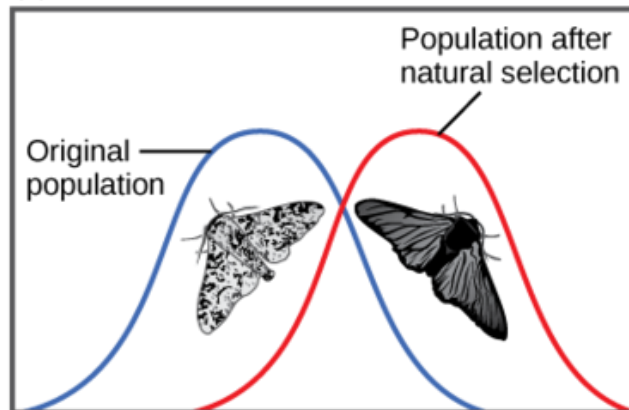 Population after
natural selection
Original
population